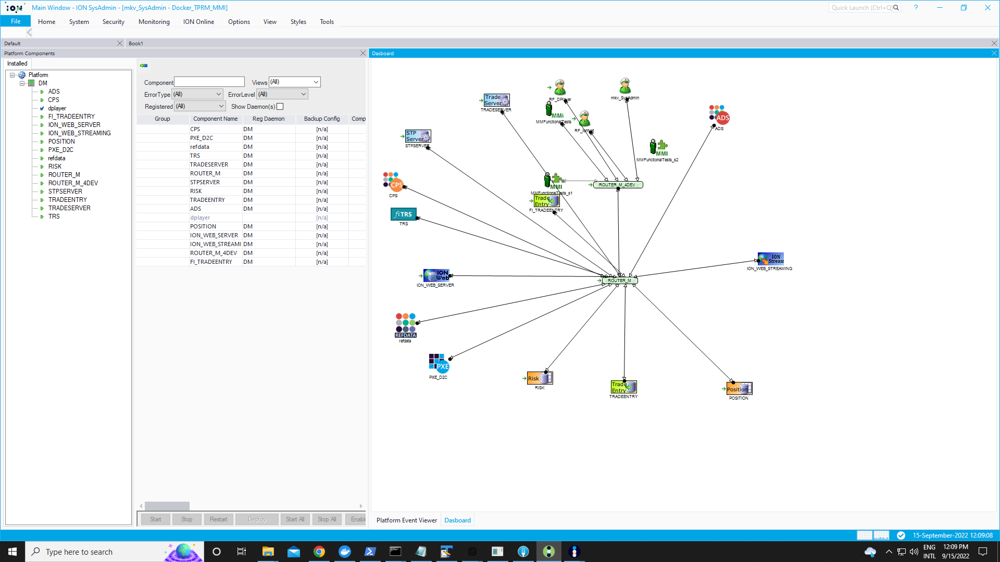 ion
Main Window - ION SysAdmin - [mkv_SysAdmin - Docker_TPRM_MMI]
Quick Launch (Ctrl+Q)
?
File
Home
System
Security
Monitoring
ION Online
Options
View
Styles
Tools
Default
Book1
Platform Components
Dasboard
Installed
Platform
DM
ADS
CPS
dplayer
FI_TRADEENTRY
ION_WEB_SERVER
ION_WEB_STREAMING
POSITION
PXE_D2C
refdata
RISK
ROUTER_M
ROUTER_M_4DEV
STPSERVER
TRADEENTRY
TRADESERVER
TRS
Component
Views (All)
ErrorType (All)
ErrorLevel (All)
Registered (All)
Show Daemon(s)
Group Component Name Reg Daemon Backup Config Comp
CPS DM [n/a]
PXE_D2C DM [n/a]
refdata DM [n/a]
TRS DM [n/a]
TRADESERVER DM [n/a]
ROUTER_M DM [n/a]
STPSERVER DM [n/a]
RISK DM [n/a]
TRADEENTRY DM [n/a]
ADS DM [n/a]
dplayer [n/a]
POSITION DM [n/a]
ION_WEB_SERVER DM [n/a]
ION_WEB_STREAMI DM [n/a]
ROUTER_M_4DEV DM [n/a]
FI_TRADEENTRY DM [n/a]
Start
Stop
Restart
Deploy
Start All
Stop All
Enabl
RF_DPlayer
mkv_SysAdmin
Trade
Server
TRADESERVER
MMI
MMFunctionalTests
RF_IonNet
ADS
ADS
STP
Server
STPSERVER
MMI
MMFunctionalTests_s2
CPS
CPS
MMI
MMFunctionalTests_s1
ROUTER_M_4DEV
Trade
Entry
FI_TRADEENTRY
fiTRS
TRS
ION
Stream
ION_WEB_STREAMING
ION
Web
ION_WEB_SERVER
ROUTER_M
REFDATA
refdata
PXE
PXE_D2C
Risk
RISK
Trade
Entry
TRADEENTRY
Position
POSITION
Platform Event Viewer
Dasboard
15-September-2022 12:09:08
Type here to search
ENG
INTL
12:09 PM
9/15/2022